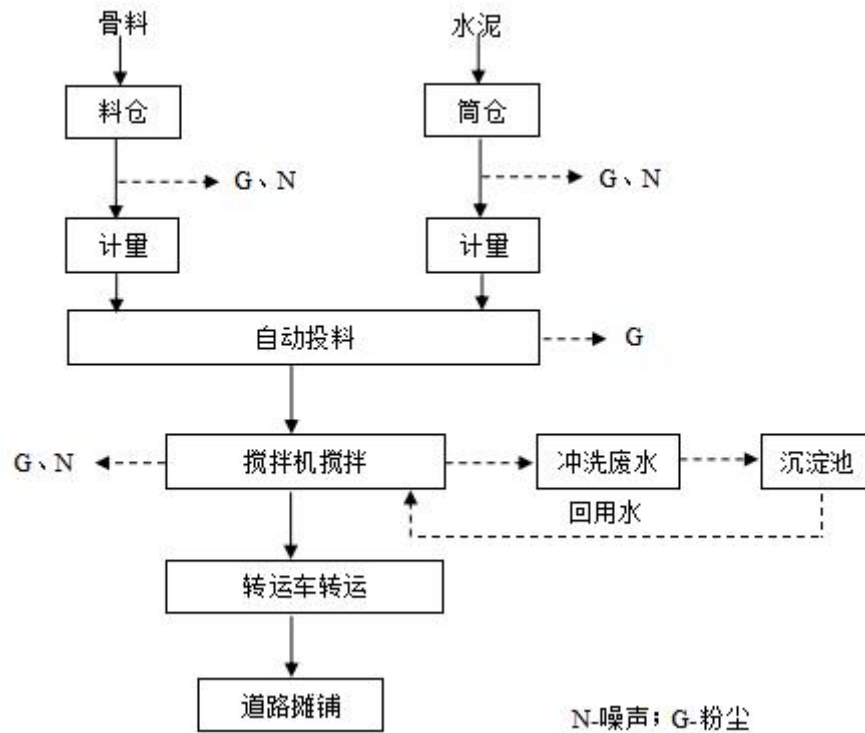 骨料
水泥
料仓
筒仓
G、N
G、N
计量
计量
自动投料
G
G、N
搅拌机搅拌
冲洗废水
沉淀池
回用水
转运车转运
道路摊铺
N-噪声；G-粉尘